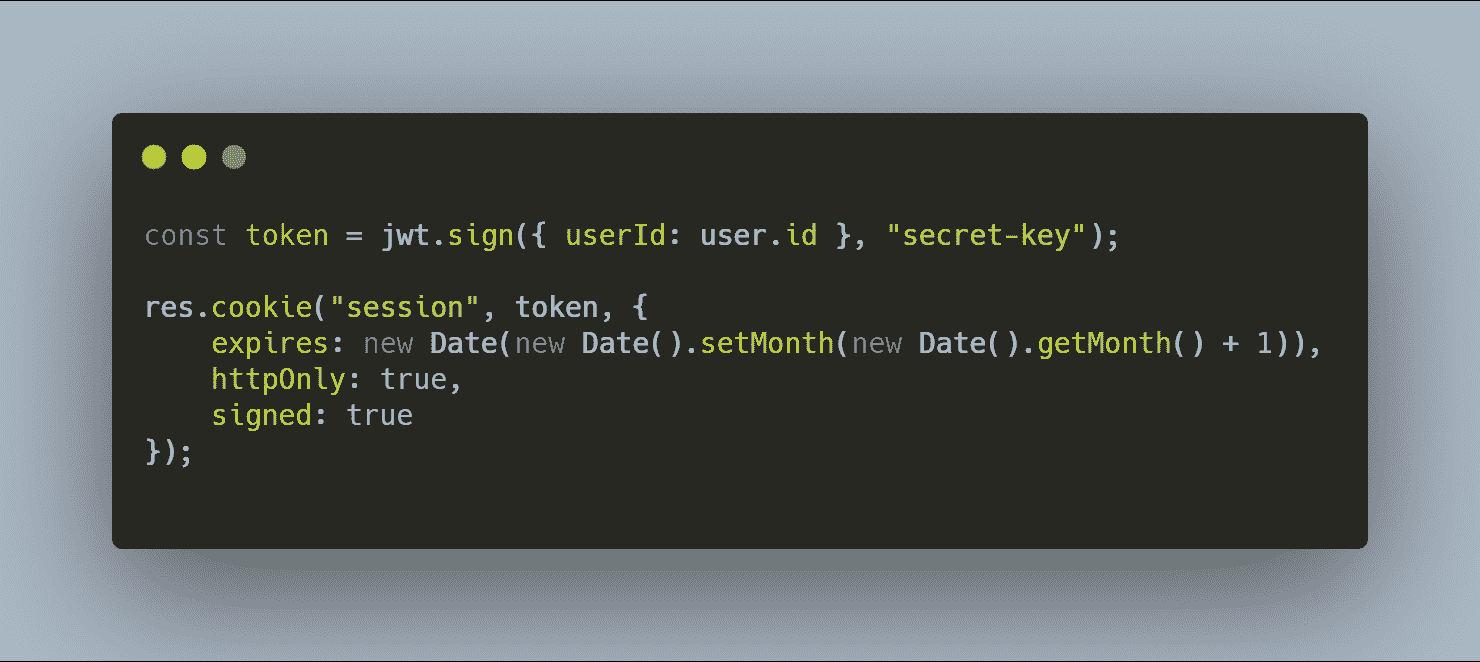 const token = jwt.sign({ userId: user.id }, "secret-key");
res.cookie("session", token, {
    expires: new Date(new Date().setMonth(new Date().getMonth() + 1)),
    httpOnly: true,
    signed: true
});